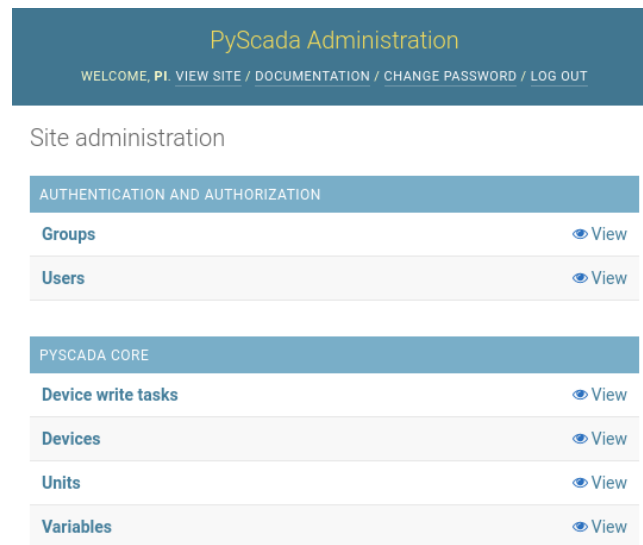 PyScada Administration
WELCOME, PI. VIEW SITE / DOCUMENTATION / CHANGE PASSWORD / LOG OUT
Site administration
AUTHENTICATION AND AUTHORIZATION
Groups View
Users View
PYSCADA CORE
Device write tasks View
Devices View
Units View
Variables View